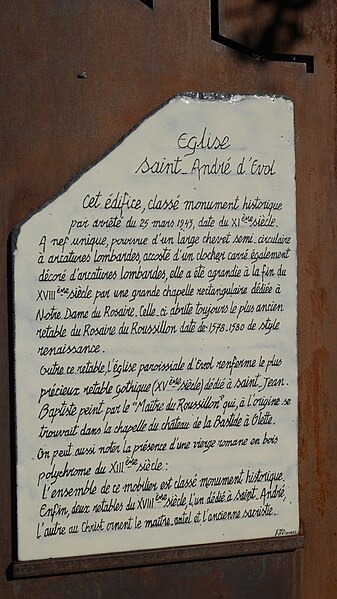 Eglise
Saint-André d'Evol
Cet édifice, classé monument historique
par arrêté du 25 mars 1943, date du XIème siècle.
A nef unique, pourvue d'un large chevet semi-circulaire
à arcatures lombardes, accosté d'un clocher carré également
décoré d'arcatures lombardes, elle a été agrandie à la fin du
XVIIIème siècle par une grande chapelle rectangulaire dédiée à
Notre.Dame du Rosaire. Celle-ci abrite toujours le plus ancien
retable du Rosaire du Roussillon daté de 1578.1580 de style
renaissance.
Outre ce retable, l'église paroissiale d'Evol renferme le plus
précieux retable gothique (XVème siècle) dédié à saint-Jean.
Baptiste peint par le "Maître du Roussillon" qui, à l'origine se
trouvait dans la chapelle du château de la Bastide à Olette.
On peut aussi noter la présence d'une vierge romane en bois
polychrome du XIIIème siècle :
L'ensemble de ce mobilier est classé monument historique.
Enfin, deux retables du XVIIIème siècle, l'un dédié à saint-André,
l'autre au Christ ornent le maître-autel et l'ancienne sacristie.